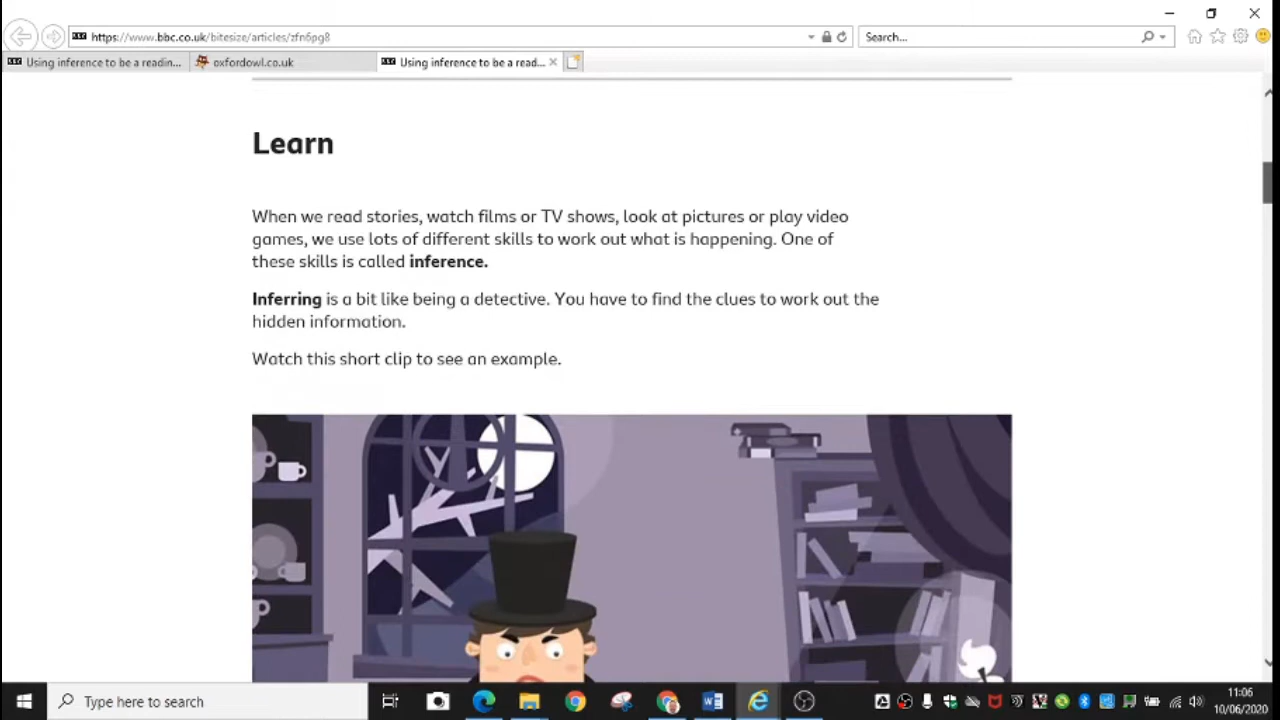 https://www.bbc.co.uk/bitesize/articles/zfn6pg8
Search...
Using inference to be a readin...
oxfordowl.co.uk
Using inference to be a read...
Learn
When we read stories, watch films or TV shows, look at pictures or play video
games, we use lots of different skills to work out what is happening. One of
these skills is called inference.
Inferring is a bit like being a detective. You have to find the clues to work out the
hidden information.
Watch this short clip to see an example.
Type here to search
11:06
10/06/2020